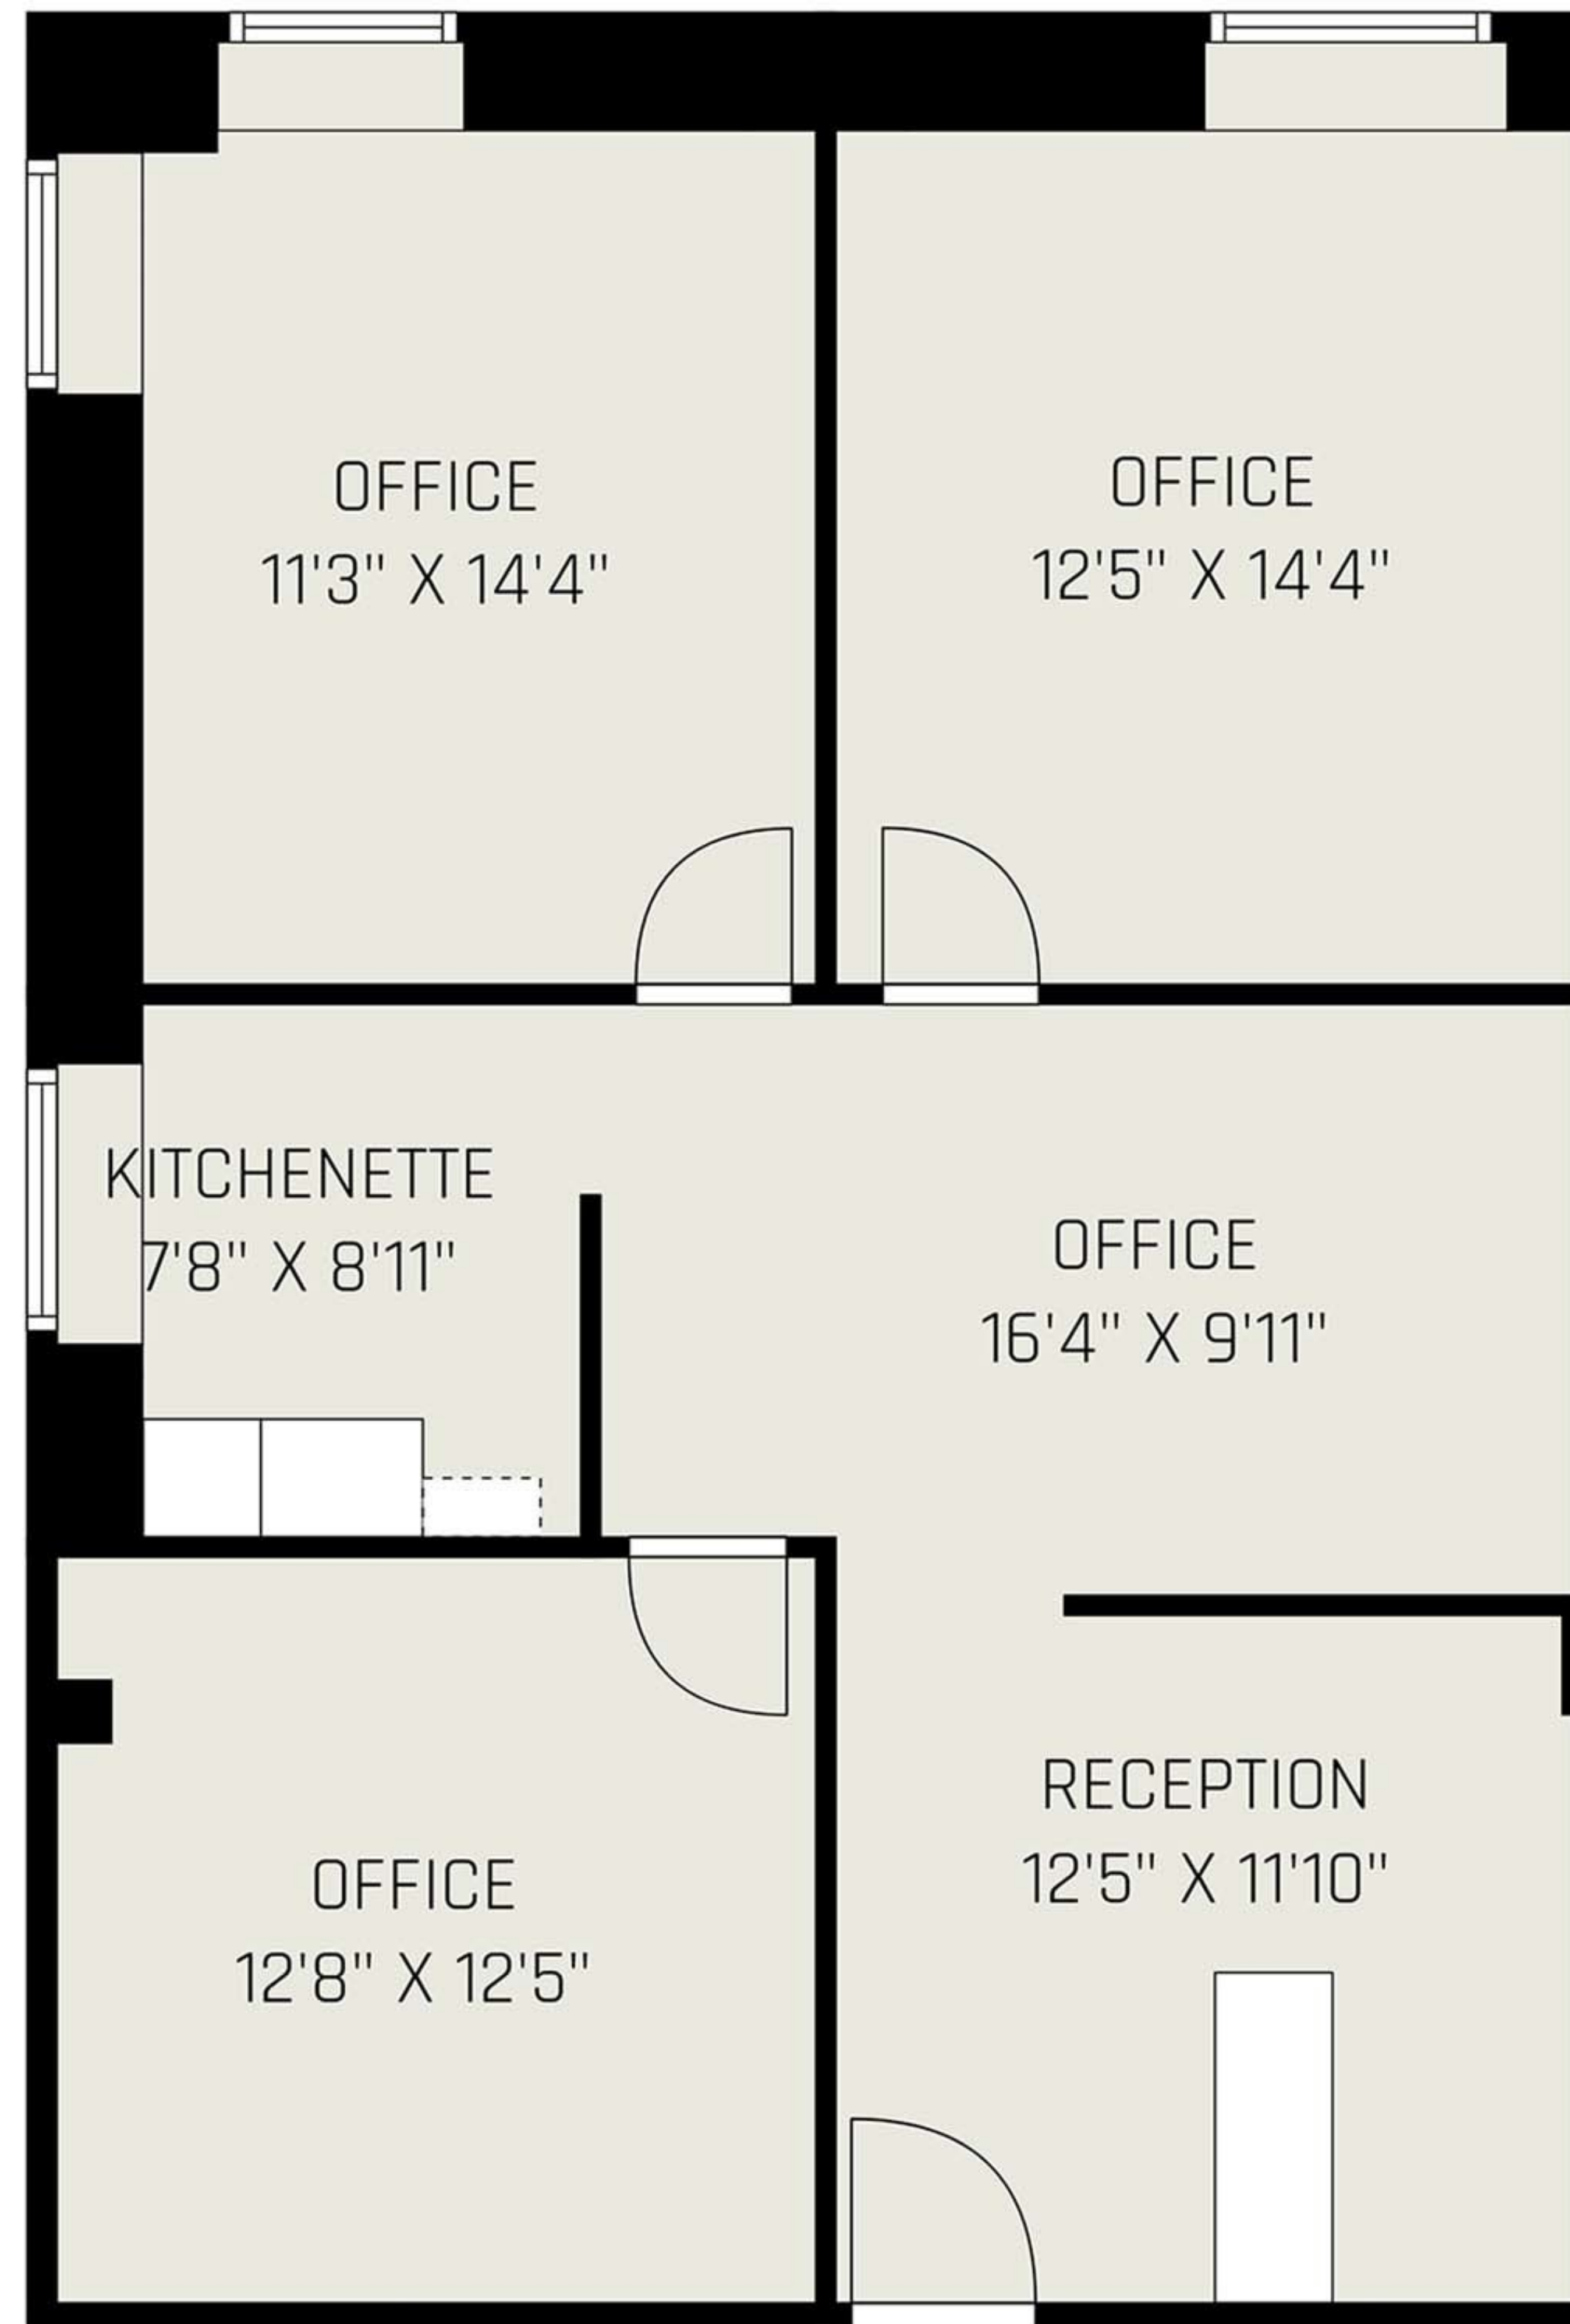 OFFICE
11'3" X 14'4"
OFFICE
12'5" X 14'4"
KITCHENETTE
7'8" X 8'11"
OFFICE
16'4" X 9'11"
RECEPTION
12'5" X 11'10"
OFFICE
12'8" X 12'5"